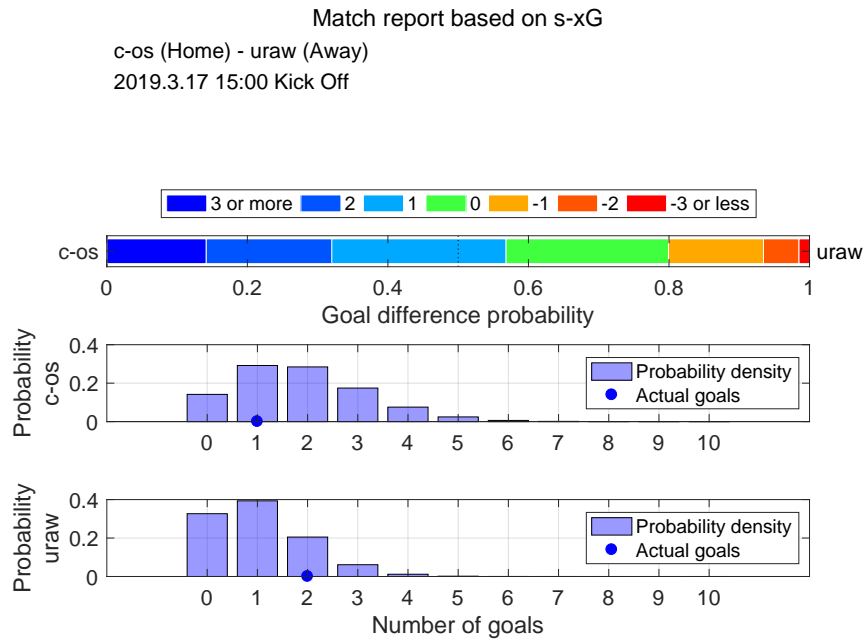 Match report based on s-xG
c-os (Home) - uraw (Away)
2019.3.17 15:00 Kick Off
3 or more 2 1 0 -1 -2 -3 or less
c-os uraw
0 0.2 0.4 0.6 0.8 1
Goal difference probability
Probability
c-os
0.4
0.2
0
Probability density
Actual goals
0 1 2 3 4 5 6 7 8 9 10
Probability
uraw
0.4
0.2
0
Probability density
Actual goals
0 1 2 3 4 5 6 7 8 9 10
Number of goals